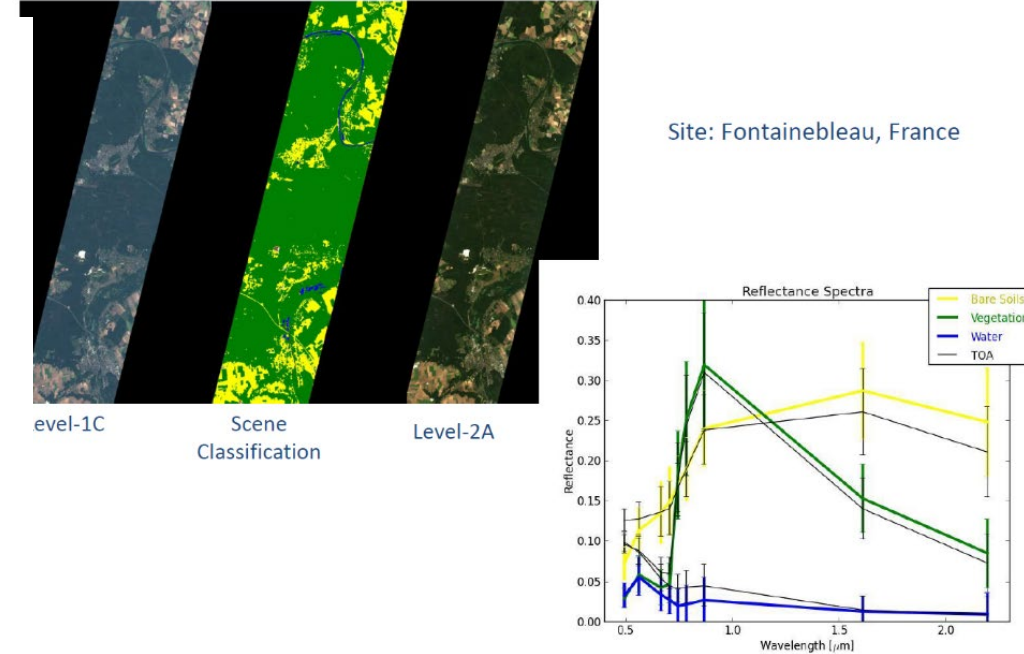 Site: Fontainebleau, France
evel-1C
Scene
Classification
Level-2A
Reflectance Spectra
Bare Soils
Vegetation
Water
TOA
Reflectance
0.40
0.35
0.30
0.25
0.20
0.15
0.10
0.05
0.00
0.5
1.0
1.5
2.0
Wavelength [μm]